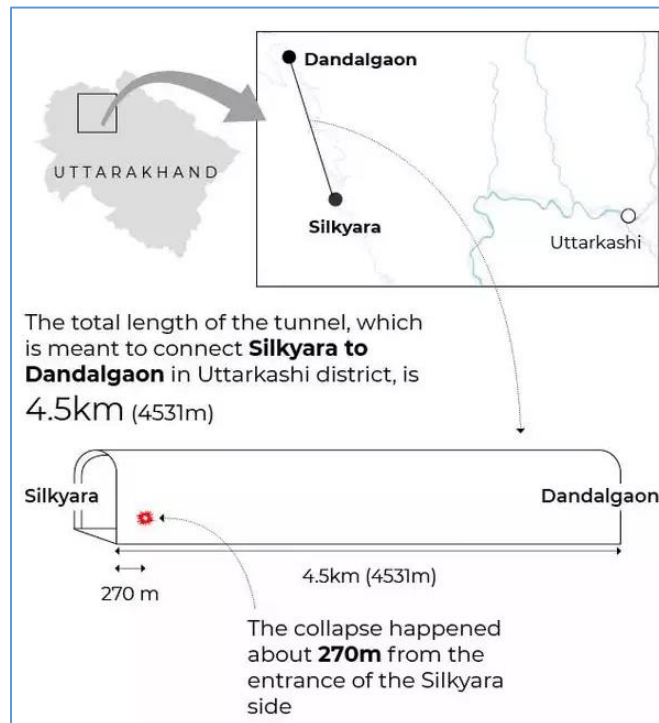 Dandalgaon
UTTARAKHAND
Silkyara
Uttarkashi
The total length of the tunnel, which
is meant to connect Silkyara to
Dandalgaon in Uttarkashi district, is
4.5km (4531m)
Silkyara
Dandalgaon
4.5km (4531m)
270 m
The collapse happened
about 270m from the
entrance of the Silkyara
side